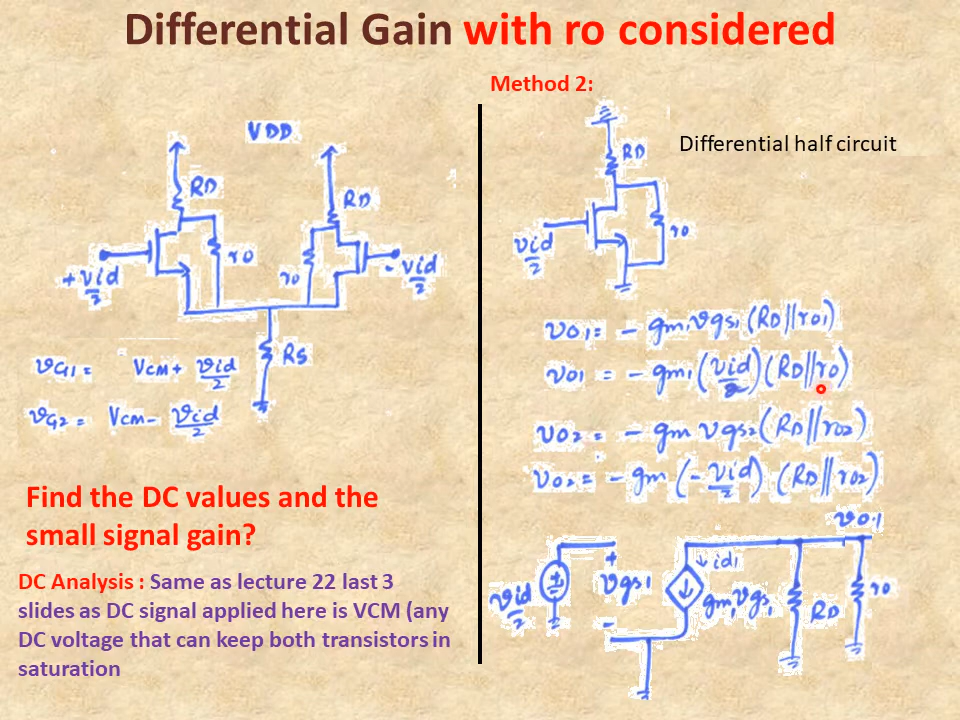 Differential Gain with ro considered
Method 2:
VDD
RD
RD
ro
ro
+vid/2
-vid/2
RS
vG1 = VCM + vid/2
vG2 = VCM - vid/2
Find the DC values and the
small signal gain?
DC Analysis : Same as lecture 22 last 3
slides as DC signal applied here is VCM (any
DC voltage that can keep both transistors in
saturation
Differential half circuit
RD
vid/2
ro
vo1 = - gm1 vgs1 (RD||ro1)
vo1 = - gm1 (vid/2) (RD||ro)
vo2 = - gm vgs2 (RD||ro2)
vo2 = - gm (-vid/2) (RD||ro2)
vo1
vid/2
+
vgs1
-
id1
gm1 vgs1
RD
ro